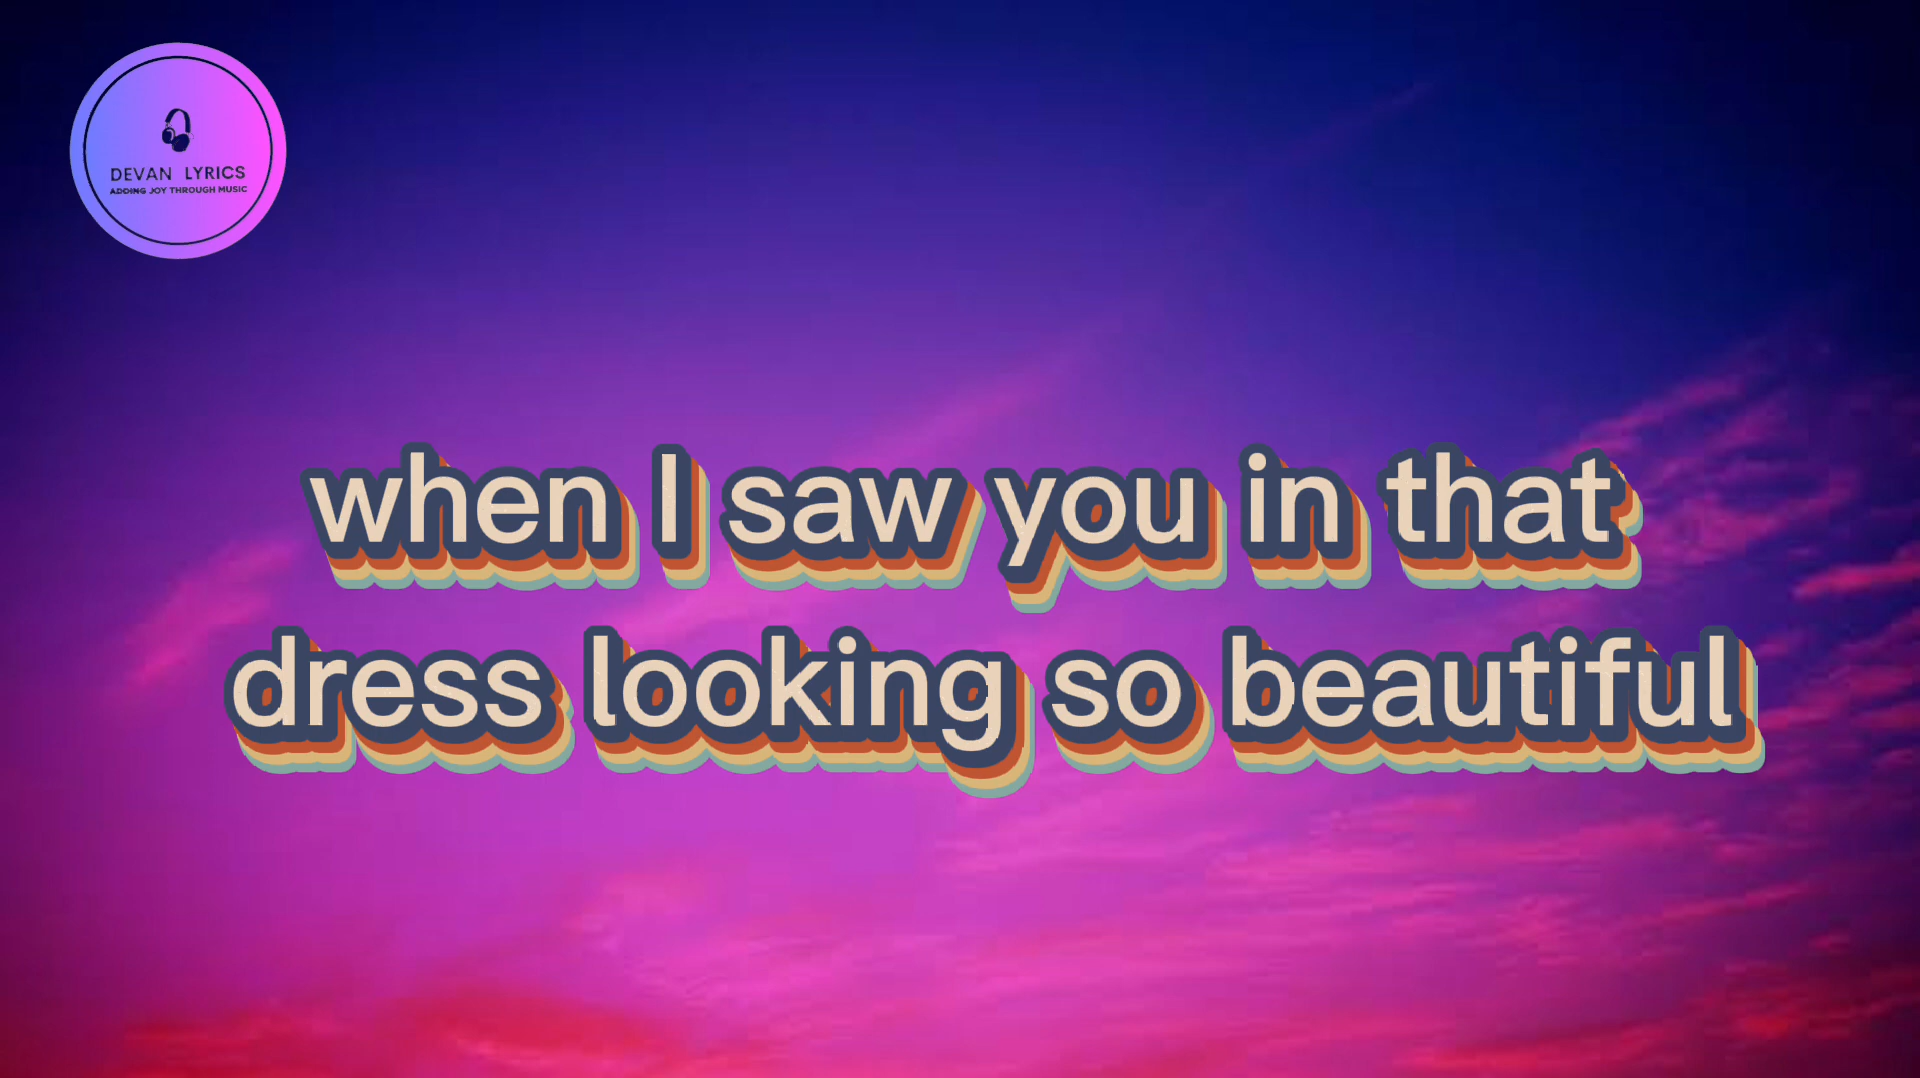 DEVAN LYRICS
ADDING JOY THROUGH MUSIC
when I saw you in that
dress looking so beautiful